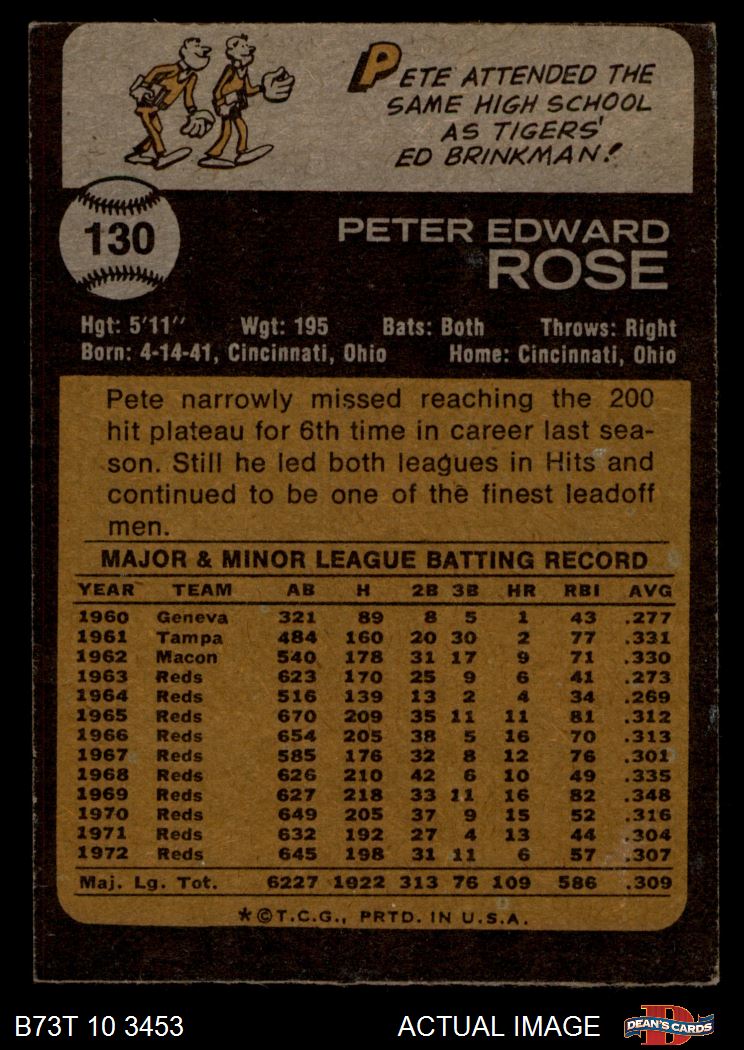 PETE ATTENDED THE
SAME HIGH SCHOOL
AS TIGERS'
ED BRINKMAN!
130
PETER EDWARD
ROSE
Hgt: 5'11" Wgt: 195 Bats: Both Throws: Right
Born: 4-14-41, Cincinnati, Ohio Home: Cincinnati, Ohio
Pete narrowly missed reaching the 200
hit plateau for 6th time in career last sea-
son. Still he led both leagues in Hits and
continued to be one of the finest leadoff
men.
MAJOR & MINOR LEAGUE BATTING RECORD
YEAR TEAM AB H 2B 3B HR RBI AVG
1960 Geneva 321 89 8 5 1 43 .277
1961 Tampa 484 160 20 30 2 77 .331
1962 Macon 540 178 31 17 9 71 .330
1963 Reds 623 170 25 9 6 41 .273
1964 Reds 516 139 13 2 4 34 .269
1965 Reds 670 209 35 11 11 81 .312
1966 Reds 654 205 38 5 16 70 .313
1967 Reds 585 176 32 8 12 76 .301
1968 Reds 626 210 42 6 10 49 .335
1969 Reds 627 218 33 11 16 82 .348
1970 Reds 649 205 37 9 15 52 .316
1971 Reds 632 192 27 4 13 44 .304
1972 Reds 645 198 31 11 6 57 .307
Maj. Lg. Tot. 6227 1922 313 76 109 586 .309
*©T.C.G., PRTD. IN U.S.A.
B73T 10 3453 ACTUAL IMAGE D DEAN'S CARDS